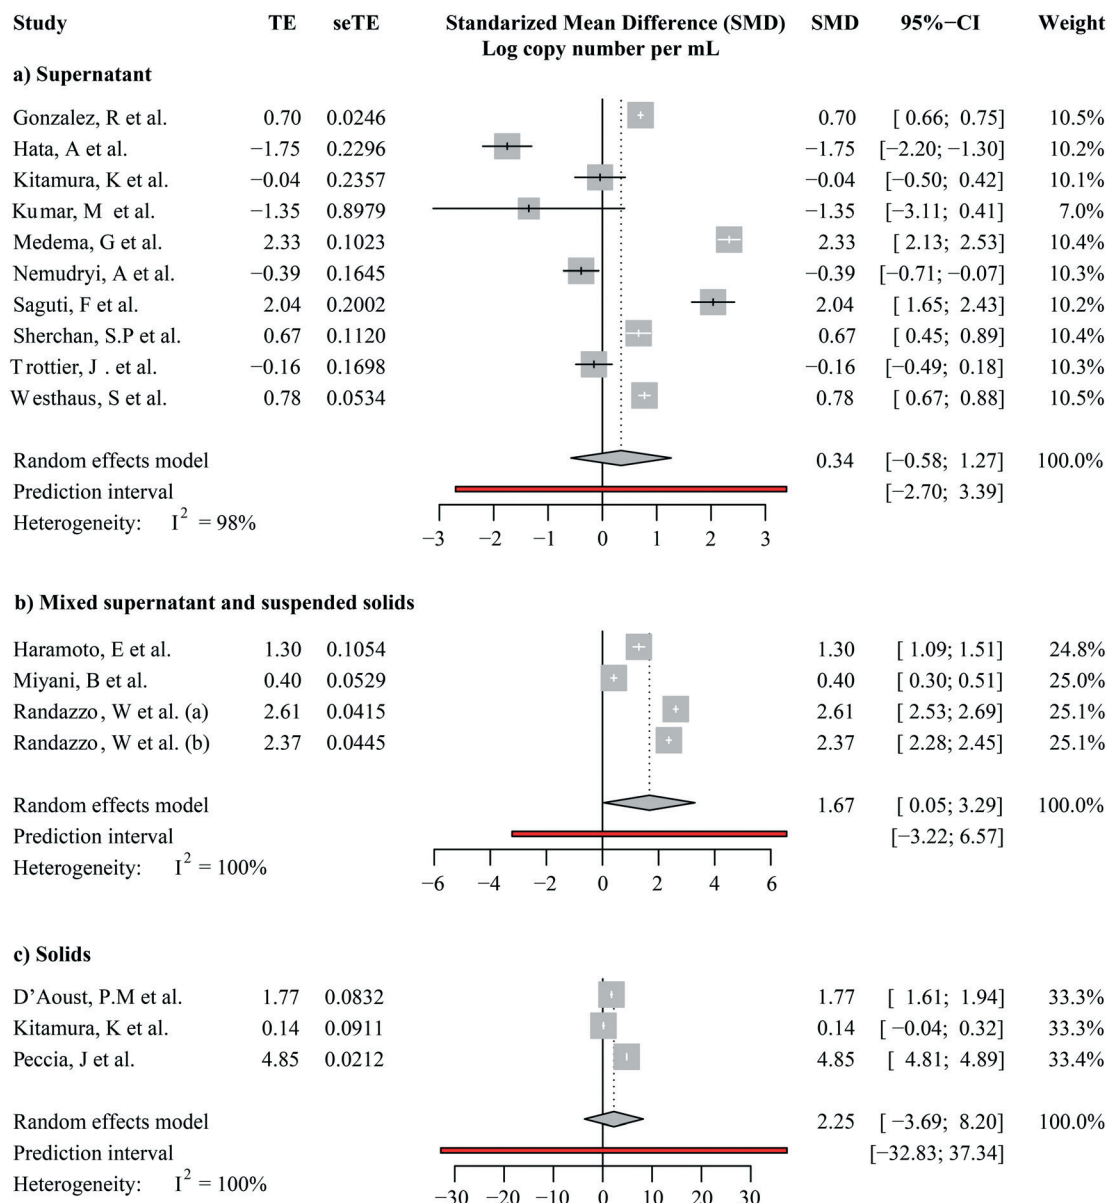 Study TE seTE Standarized Mean Difference (SMD) SMD 95%−CI Weight
Log copy number per mL
a) Supernatant
Gonzalez, R et al. 0.70 0.0246 0.70 [ 0.66; 0.75] 10.5%
Hata, A et al. −1.75 0.2296 −1.75 [−2.20; −1.30] 10.2%
Kitamura, K et al. −0.04 0.2357 −0.04 [−0.50; 0.42] 10.1%
Kumar, M et al. −1.35 0.8979 −1.35 [−3.11; 0.41] 7.0%
Medema, G et al. 2.33 0.1023 2.33 [ 2.13; 2.53] 10.4%
Nemudryi, A et al. −0.39 0.1645 −0.39 [−0.71; −0.07] 10.3%
Saguti, F et al. 2.04 0.2002 2.04 [ 1.65; 2.43] 10.2%
Sherchan, S.P et al. 0.67 0.1120 0.67 [ 0.45; 0.89] 10.4%
Trottier, J . et al. −0.16 0.1698 −0.16 [−0.49; 0.18] 10.3%
Westhaus, S et al. 0.78 0.0534 0.78 [ 0.67; 0.88] 10.5%
Random effects model 0.34 [−0.58; 1.27] 100.0%
Prediction interval [−2.70; 3.39]
Heterogeneity: I² = 98%
−3 −2 −1 0 1 2 3
b) Mixed supernatant and suspended solids
Haramoto, E et al. 1.30 0.1054 1.30 [ 1.09; 1.51] 24.8%
Miyani, B et al. 0.40 0.0529 0.40 [ 0.30; 0.51] 25.0%
Randazzo, W et al. (a) 2.61 0.0415 2.61 [ 2.53; 2.69] 25.1%
Randazzo, W et al. (b) 2.37 0.0445 2.37 [ 2.28; 2.45] 25.1%
Random effects model 1.67 [ 0.05; 3.29] 100.0%
Prediction interval [−3.22; 6.57]
Heterogeneity: I² = 100%
−6 −4 −2 0 2 4 6
c) Solids
D’Aoust, P.M et al. 1.77 0.0832 1.77 [ 1.61; 1.94] 33.3%
Kitamura, K et al. 0.14 0.0911 0.14 [ −0.04; 0.32] 33.3%
Peccia, J et al. 4.85 0.0212 4.85 [ 4.81; 4.89] 33.4%
Random effects model 2.25 [ −3.69; 8.20] 100.0%
Prediction interval [−32.83; 37.34]
Heterogeneity: I² = 100%
−30 −20 −10 0 10 20 30